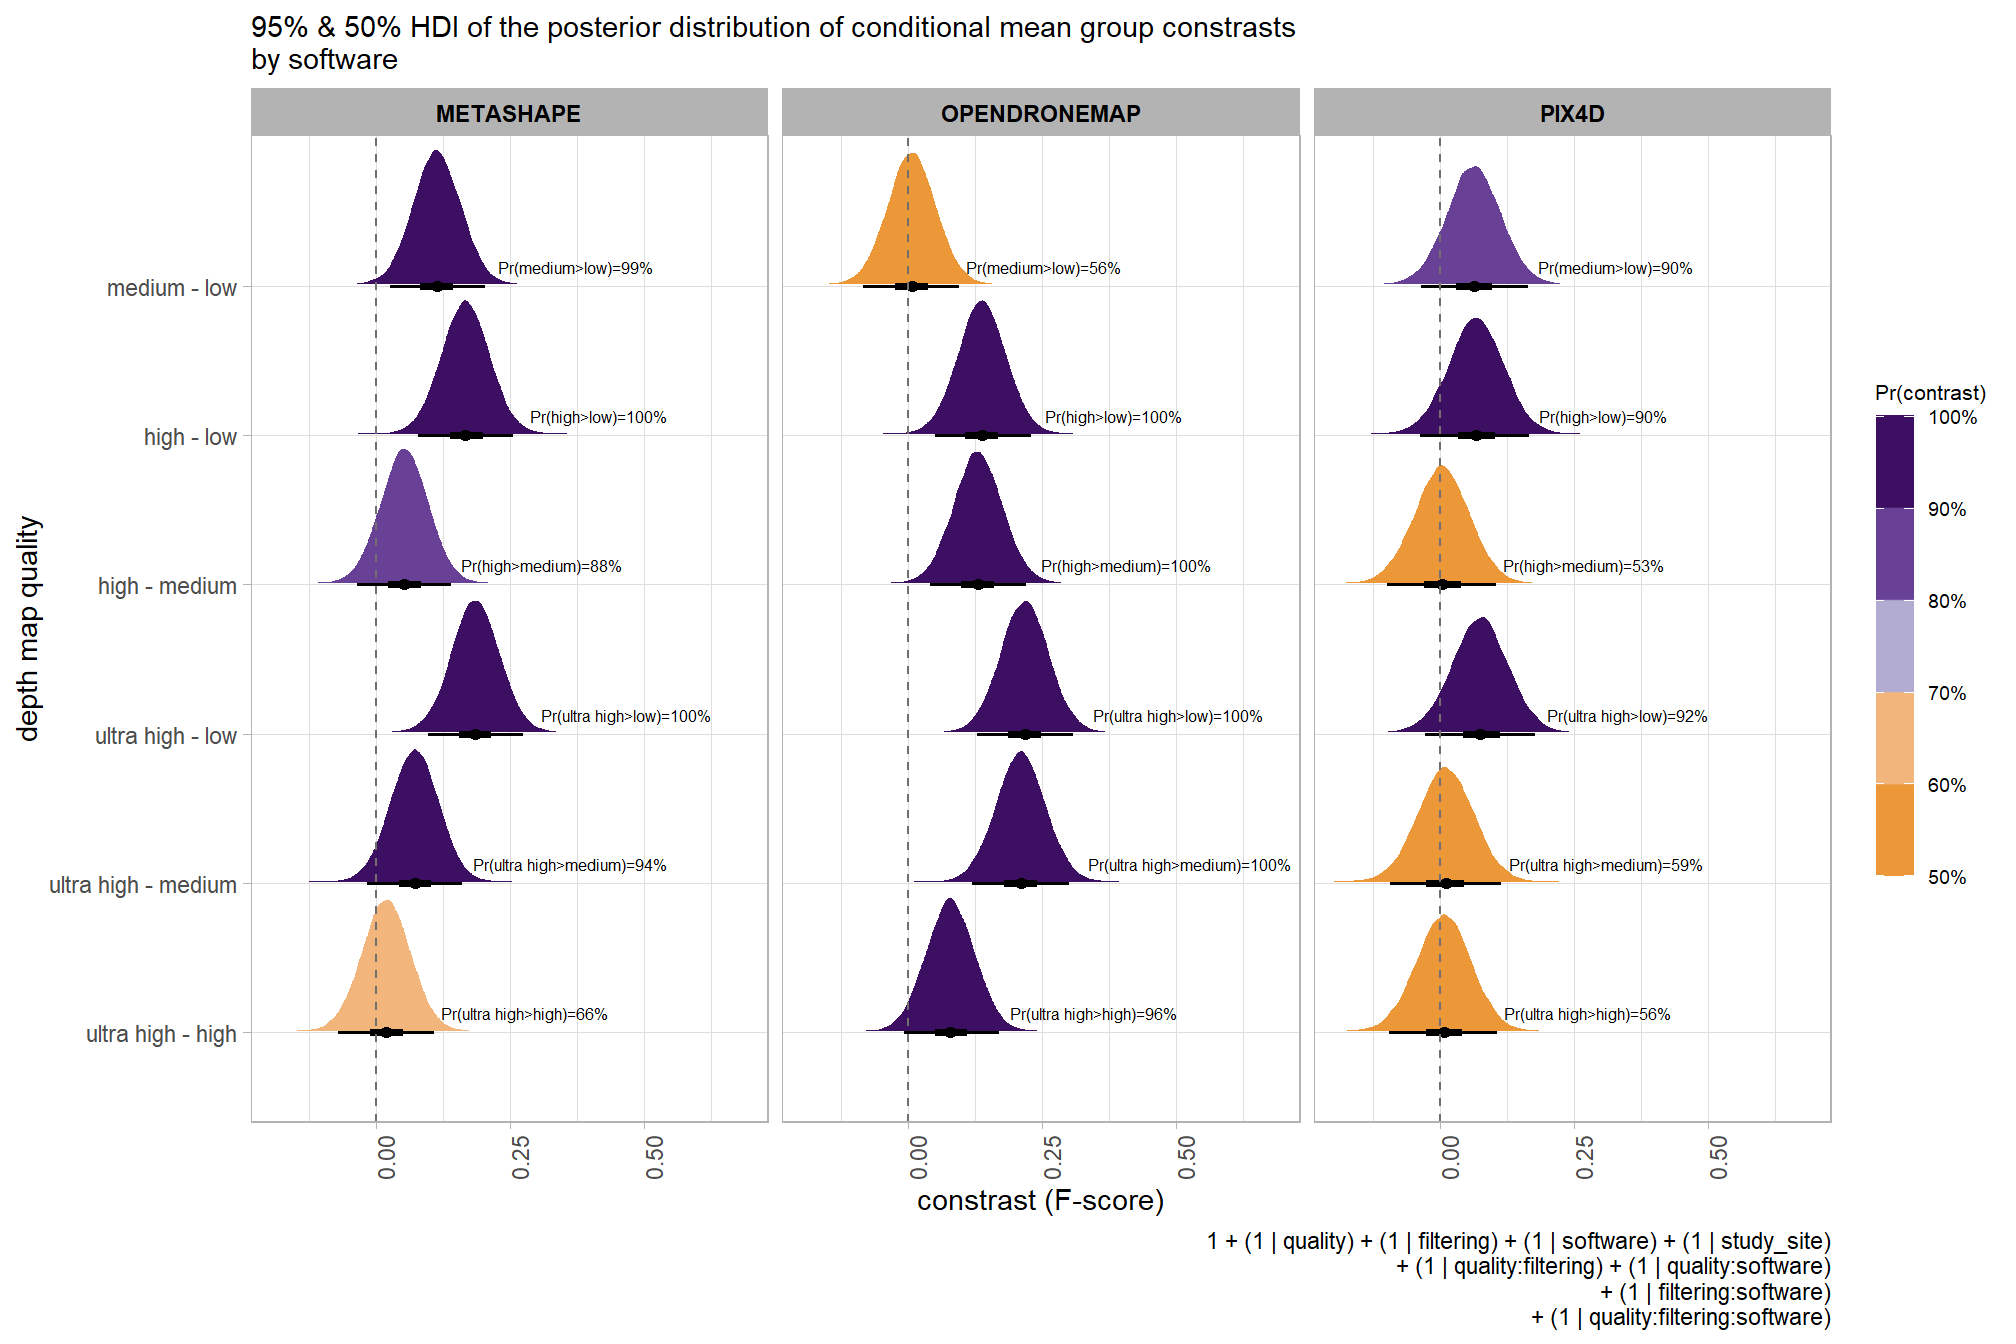 95% & 50% HDI of the posterior distribution of conditional mean group constrasts
by software
METASHAPE
OPENDRONEMAP
PIX4D
depth map quality
medium - low
Pr(medium>low)=99%
Pr(medium>low)=56%
Pr(medium>low)=90%
high - low
Pr(high>low)=100%
Pr(high>low)=100%
Pr(high>low)=90%
high - medium
Pr(high>medium)=88%
Pr(high>medium)=100%
Pr(high>medium)=53%
ultra high - low
Pr(ultra high>low)=100%
Pr(ultra high>low)=100%
Pr(ultra high>low)=92%
ultra high - medium
Pr(ultra high>medium)=94%
Pr(ultra high>medium)=100%
Pr(ultra high>medium)=59%
ultra high - high
Pr(ultra high>high)=66%
Pr(ultra high>high)=96%
Pr(ultra high>high)=56%
0.00
0.25
0.50
0.00
0.25
0.50
0.00
0.25
0.50
constrast (F-score)
Pr(contrast)
100%
90%
80%
70%
60%
50%
1 + (1 | quality) + (1 | filtering) + (1 | software) + (1 | study_site)
+ (1 | quality:filtering) + (1 | quality:software)
+ (1 | filtering:software)
+ (1 | quality:filtering:software)